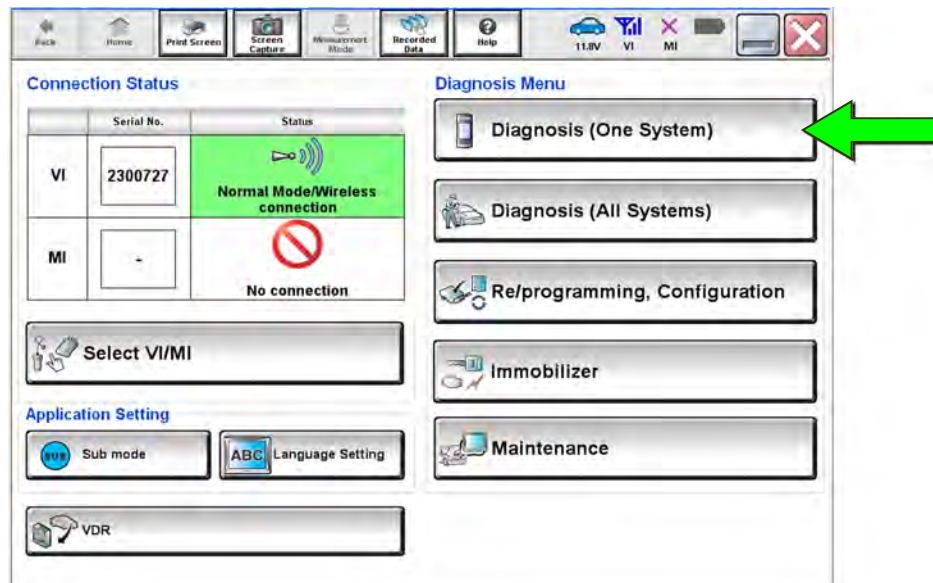 Back
Home
Print Screen
Screen Capture
Measurement Mode
Recorded Data
Help
11.8V
VI
MI
Connection Status
Serial No.
Status
VI
2300727
Normal Mode/Wireless
connection
MI
-
No connection
Select VI/MI
Application Setting
SUB
Sub mode
ABC
Language Setting
VDR
Diagnosis Menu
Diagnosis (One System)
Diagnosis (All Systems)
Re/programming, Configuration
Immobilizer
Maintenance